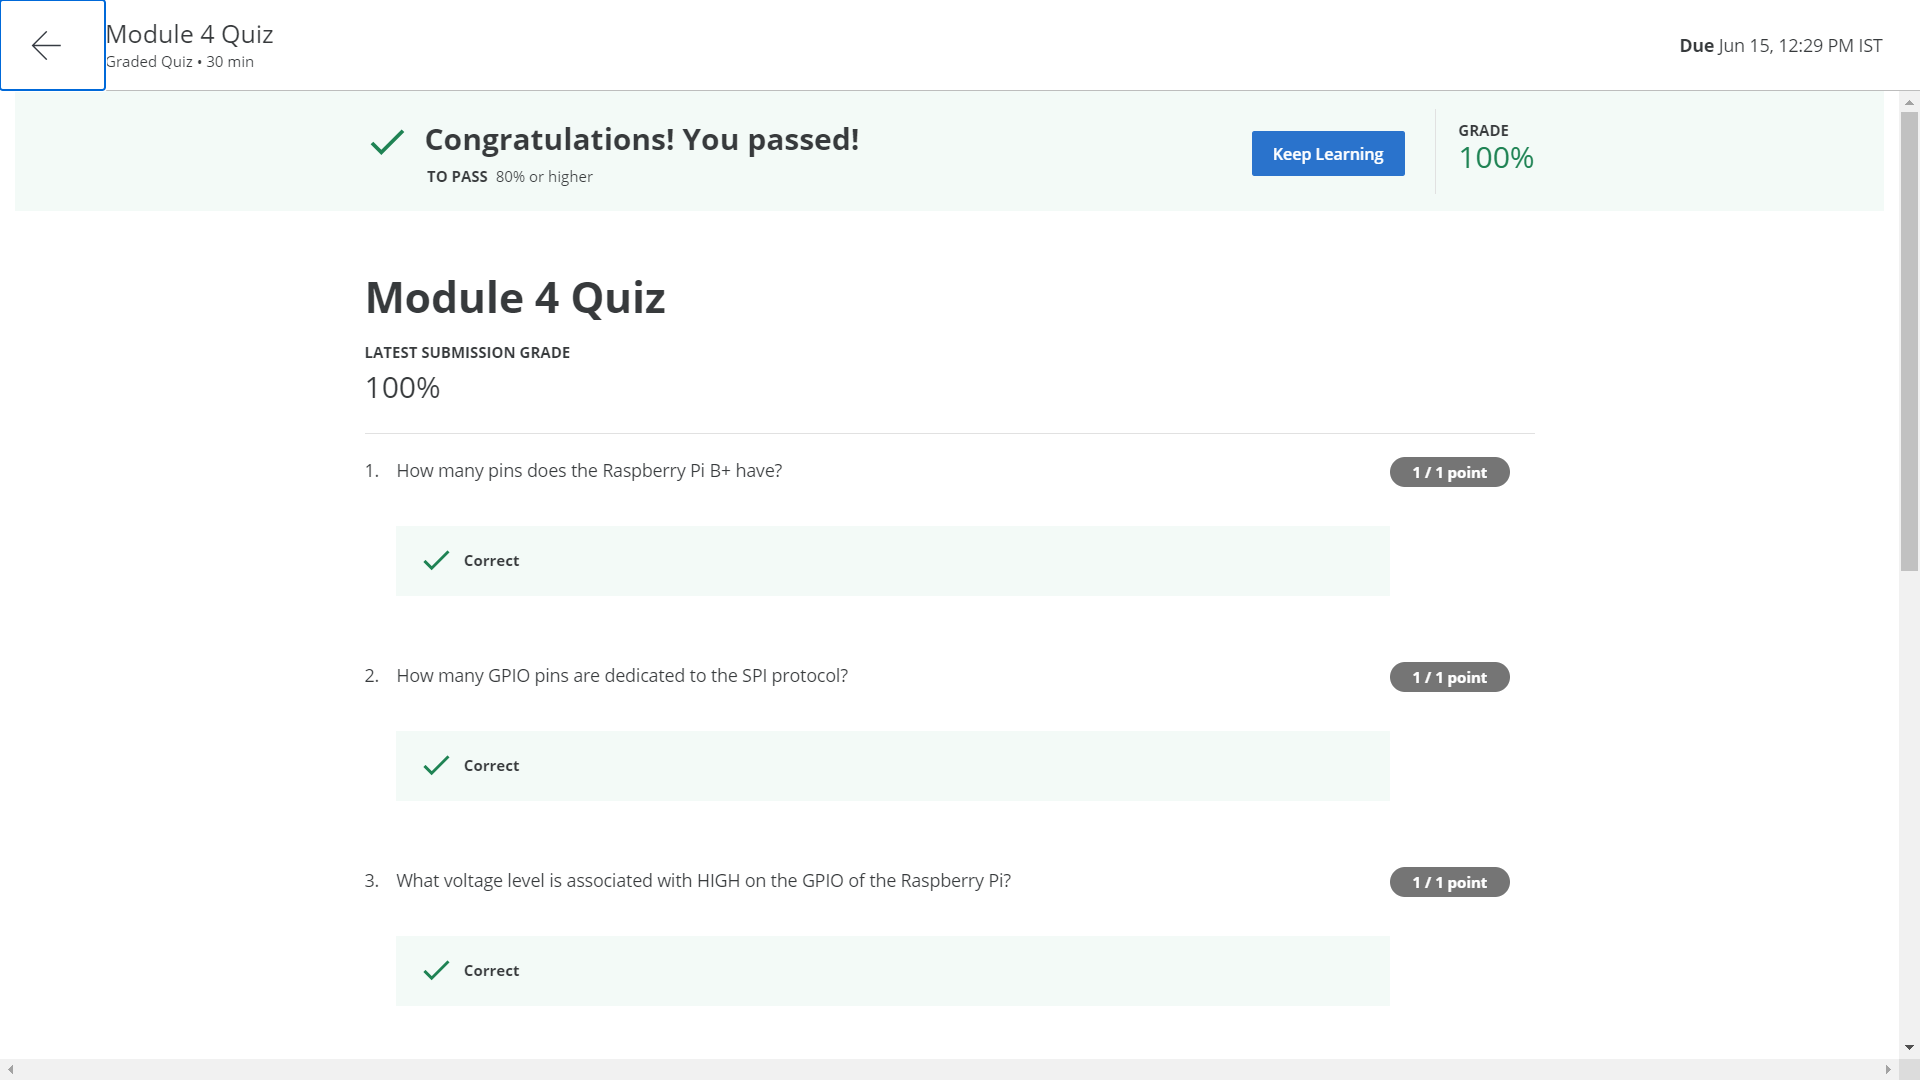 Module 4 Quiz
Graded Quiz • 30 min
Due Jun 15, 12:29 PM IST
Congratulations! You passed!
TO PASS 80% or higher
Keep Learning
GRADE
100%
Module 4 Quiz
LATEST SUBMISSION GRADE
100%
1. How many pins does the Raspberry Pi B+ have?
1 / 1 point
Correct
2. How many GPIO pins are dedicated to the SPI protocol?
1 / 1 point
Correct
3. What voltage level is associated with HIGH on the GPIO of the Raspberry Pi?
1 / 1 point
Correct